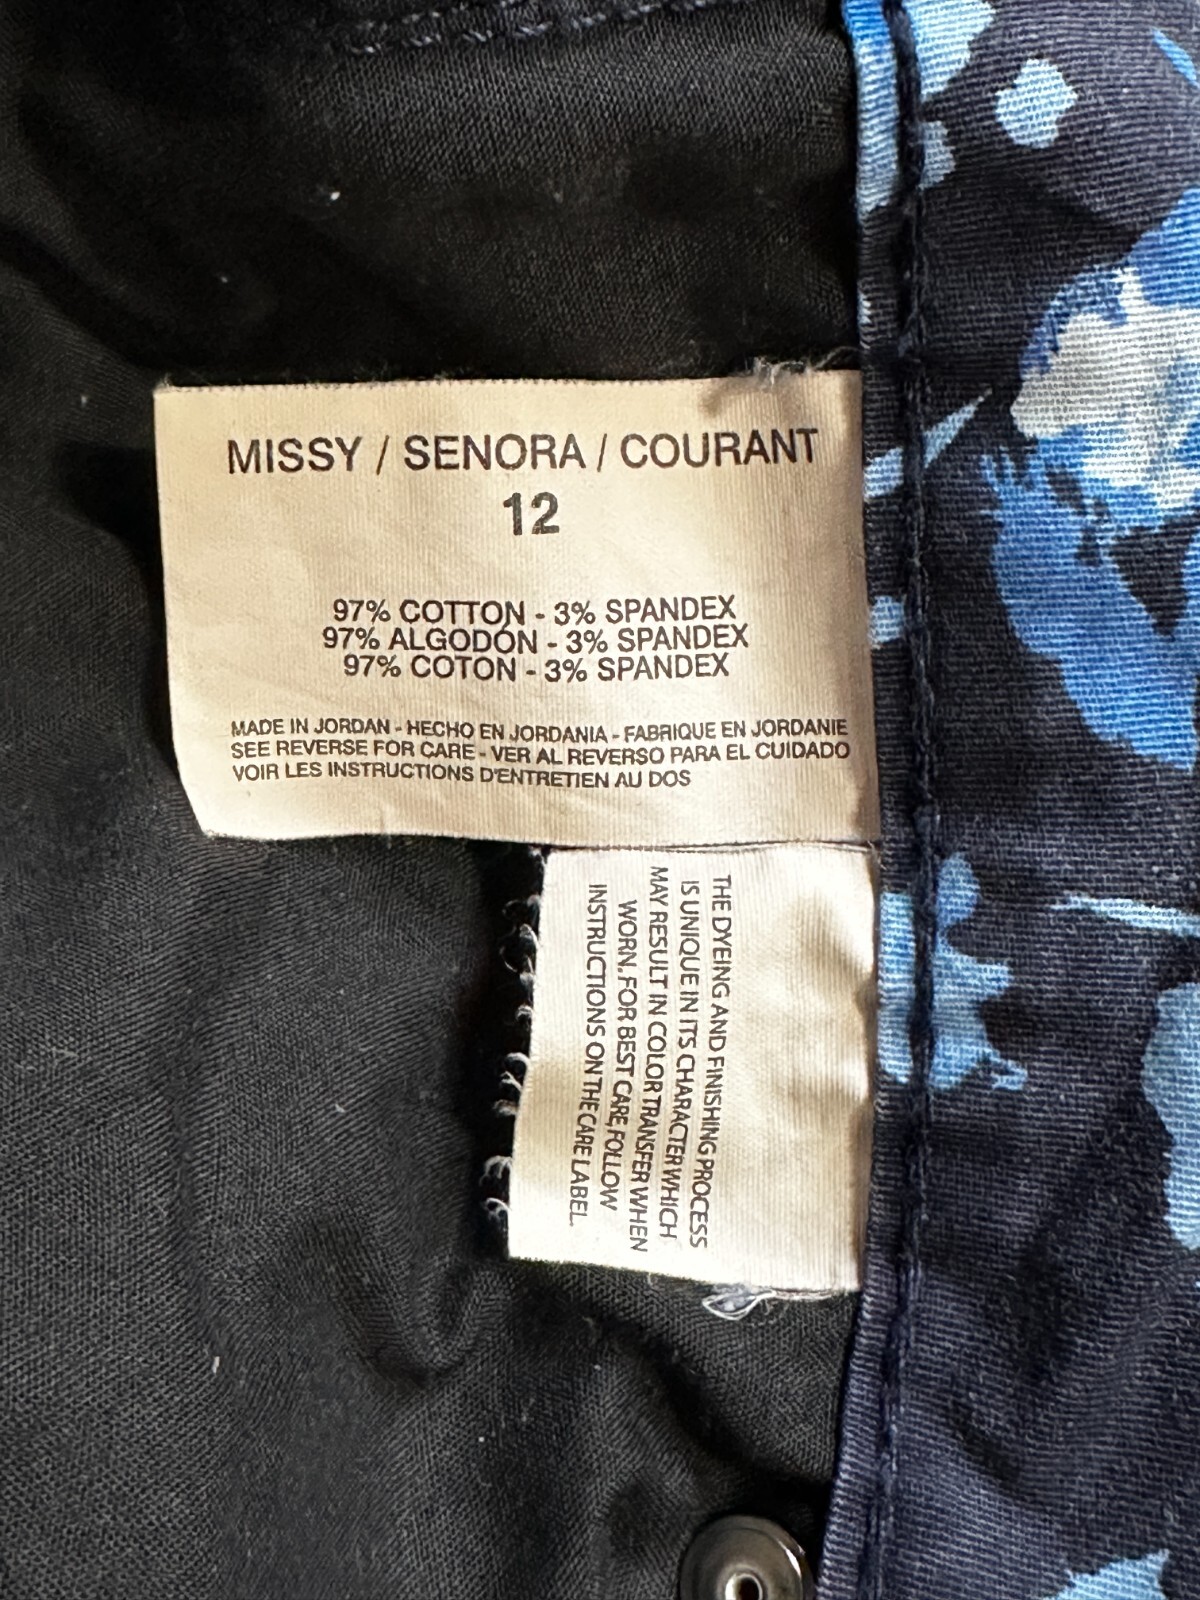 MISSY / SENORA / COURANT
12
97% COTTON - 3% SPANDEX
97% ALGODÓN - 3% SPANDEX
97% COTON - 3% SPANDEX
MADE IN JORDAN - HECHO EN JORDANIA - FABRIQUE EN JORDANIE
SEE REVERSE FOR CARE - VER AL REVERSO PARA EL CUIDADO
VOIR LES INSTRUCTIONS D'ENTRETIEN AU DOS
THE DYEING AND FINISHING PROCESS
IS UNIQUE IN ITS CHARACTER WHICH
MAY RESULT IN COLOR TRANSFER WHEN
WORN. FOR BEST CARE, FOLLOW
INSTRUCTIONS ON THE CARE LABEL.